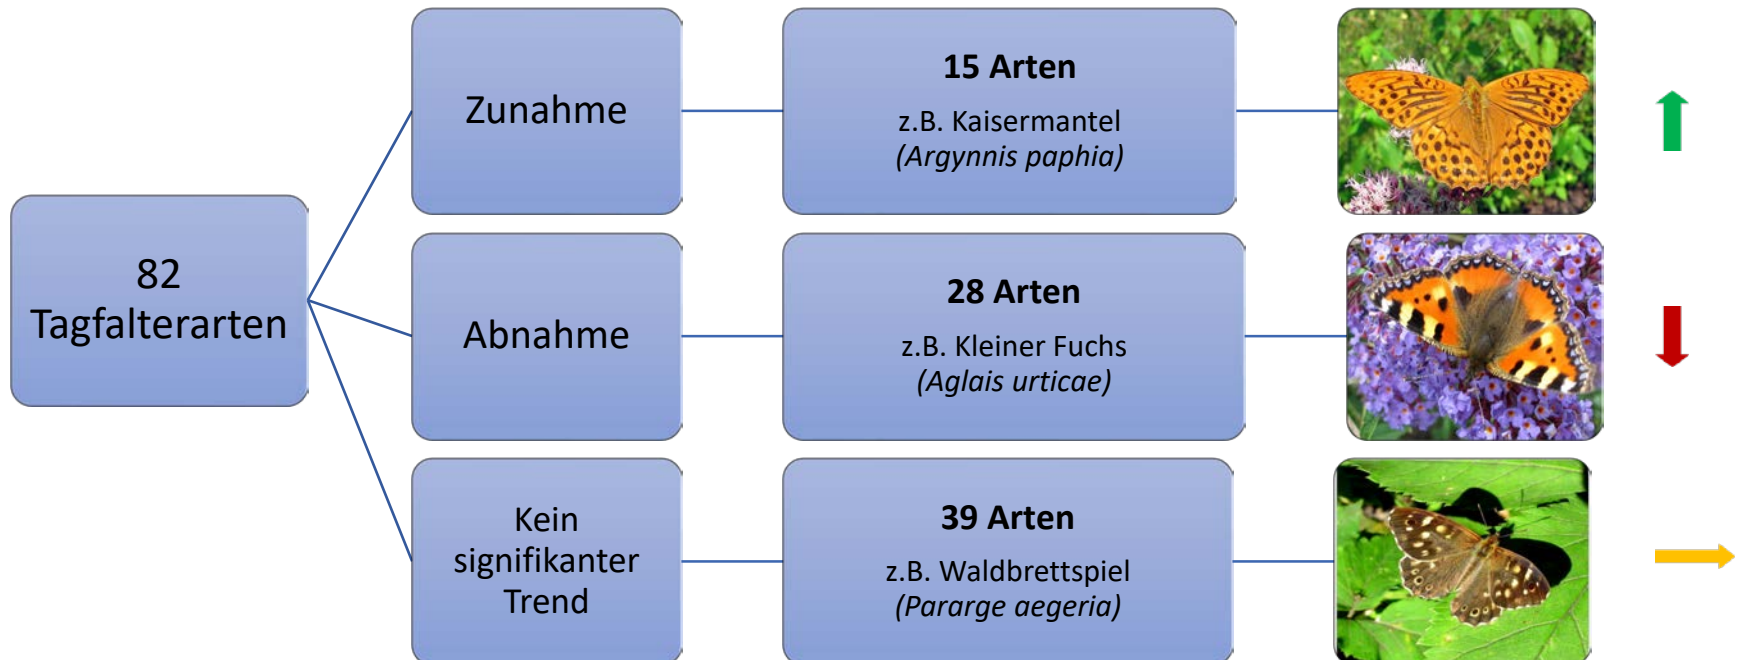 82
Tagfalterarten
Zunahme
15 Arten
z.B. Kaisermantel
(Argynnis paphia)
Abnahme
28 Arten
z.B. Kleiner Fuchs
(Aglais urticae)
Kein
signifikanter
Trend
39 Arten
z.B. Waldbrettspiel
(Pararge aegeria)